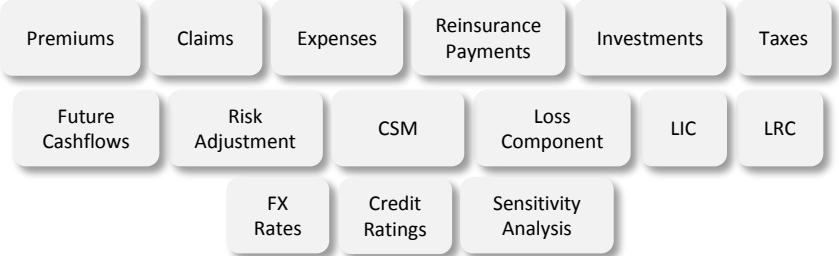 Premiums
Claims
Expenses
Reinsurance
Payments
Investments
Taxes
Future
Cashflows
Risk
Adjustment
CSM
Loss
Component
LIC
LRC
FX
Rates
Credit
Ratings
Sensitivity
Analysis